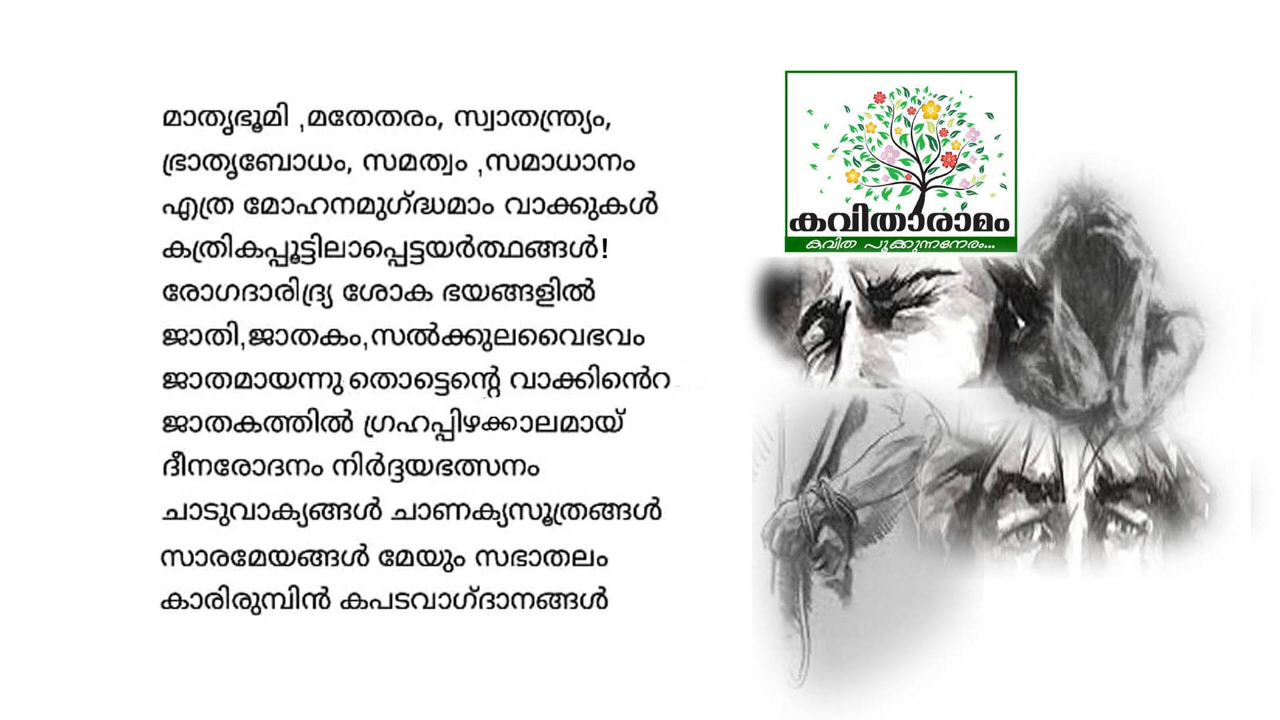 മാതൃഭൂമി ,മതേതരം, സ്വാതന്ത്ര്യം,
ഭ്രാതൃബോധം, സമത്വം ,സമാധാനം
എത്ര മോഹനമുഗ്ദ്ധമാം വാക്കുകൾ
കത്രികപ്പൂട്ടിലാപ്പെട്ടയർത്ഥങ്ങൾ!
രോഗദാരിദ്ര്യ ശോക ഭയങ്ങളിൽ
ജാതി,ജാതകം,സൽക്കുലവൈഭവം
ജാതമായന്നു തൊട്ടെന്റെ വാക്കിൻെറ
ജാതകത്തിൽ ഗ്രഹപ്പിഴക്കാലമായ്
ദീനരോദനം നിർദ്ദയഭത്സനം
ചാടുവാക്യങ്ങൾ ചാണക്യസൂത്രങ്ങൾ
സാരമേയങ്ങൾ മേയും സഭാതലം
കാരിരുമ്പിൻ കപടവാഗ്ദാനങ്ങൾ
കവിതാരാമം
കവിത പൂക്കുന്നനേരം...